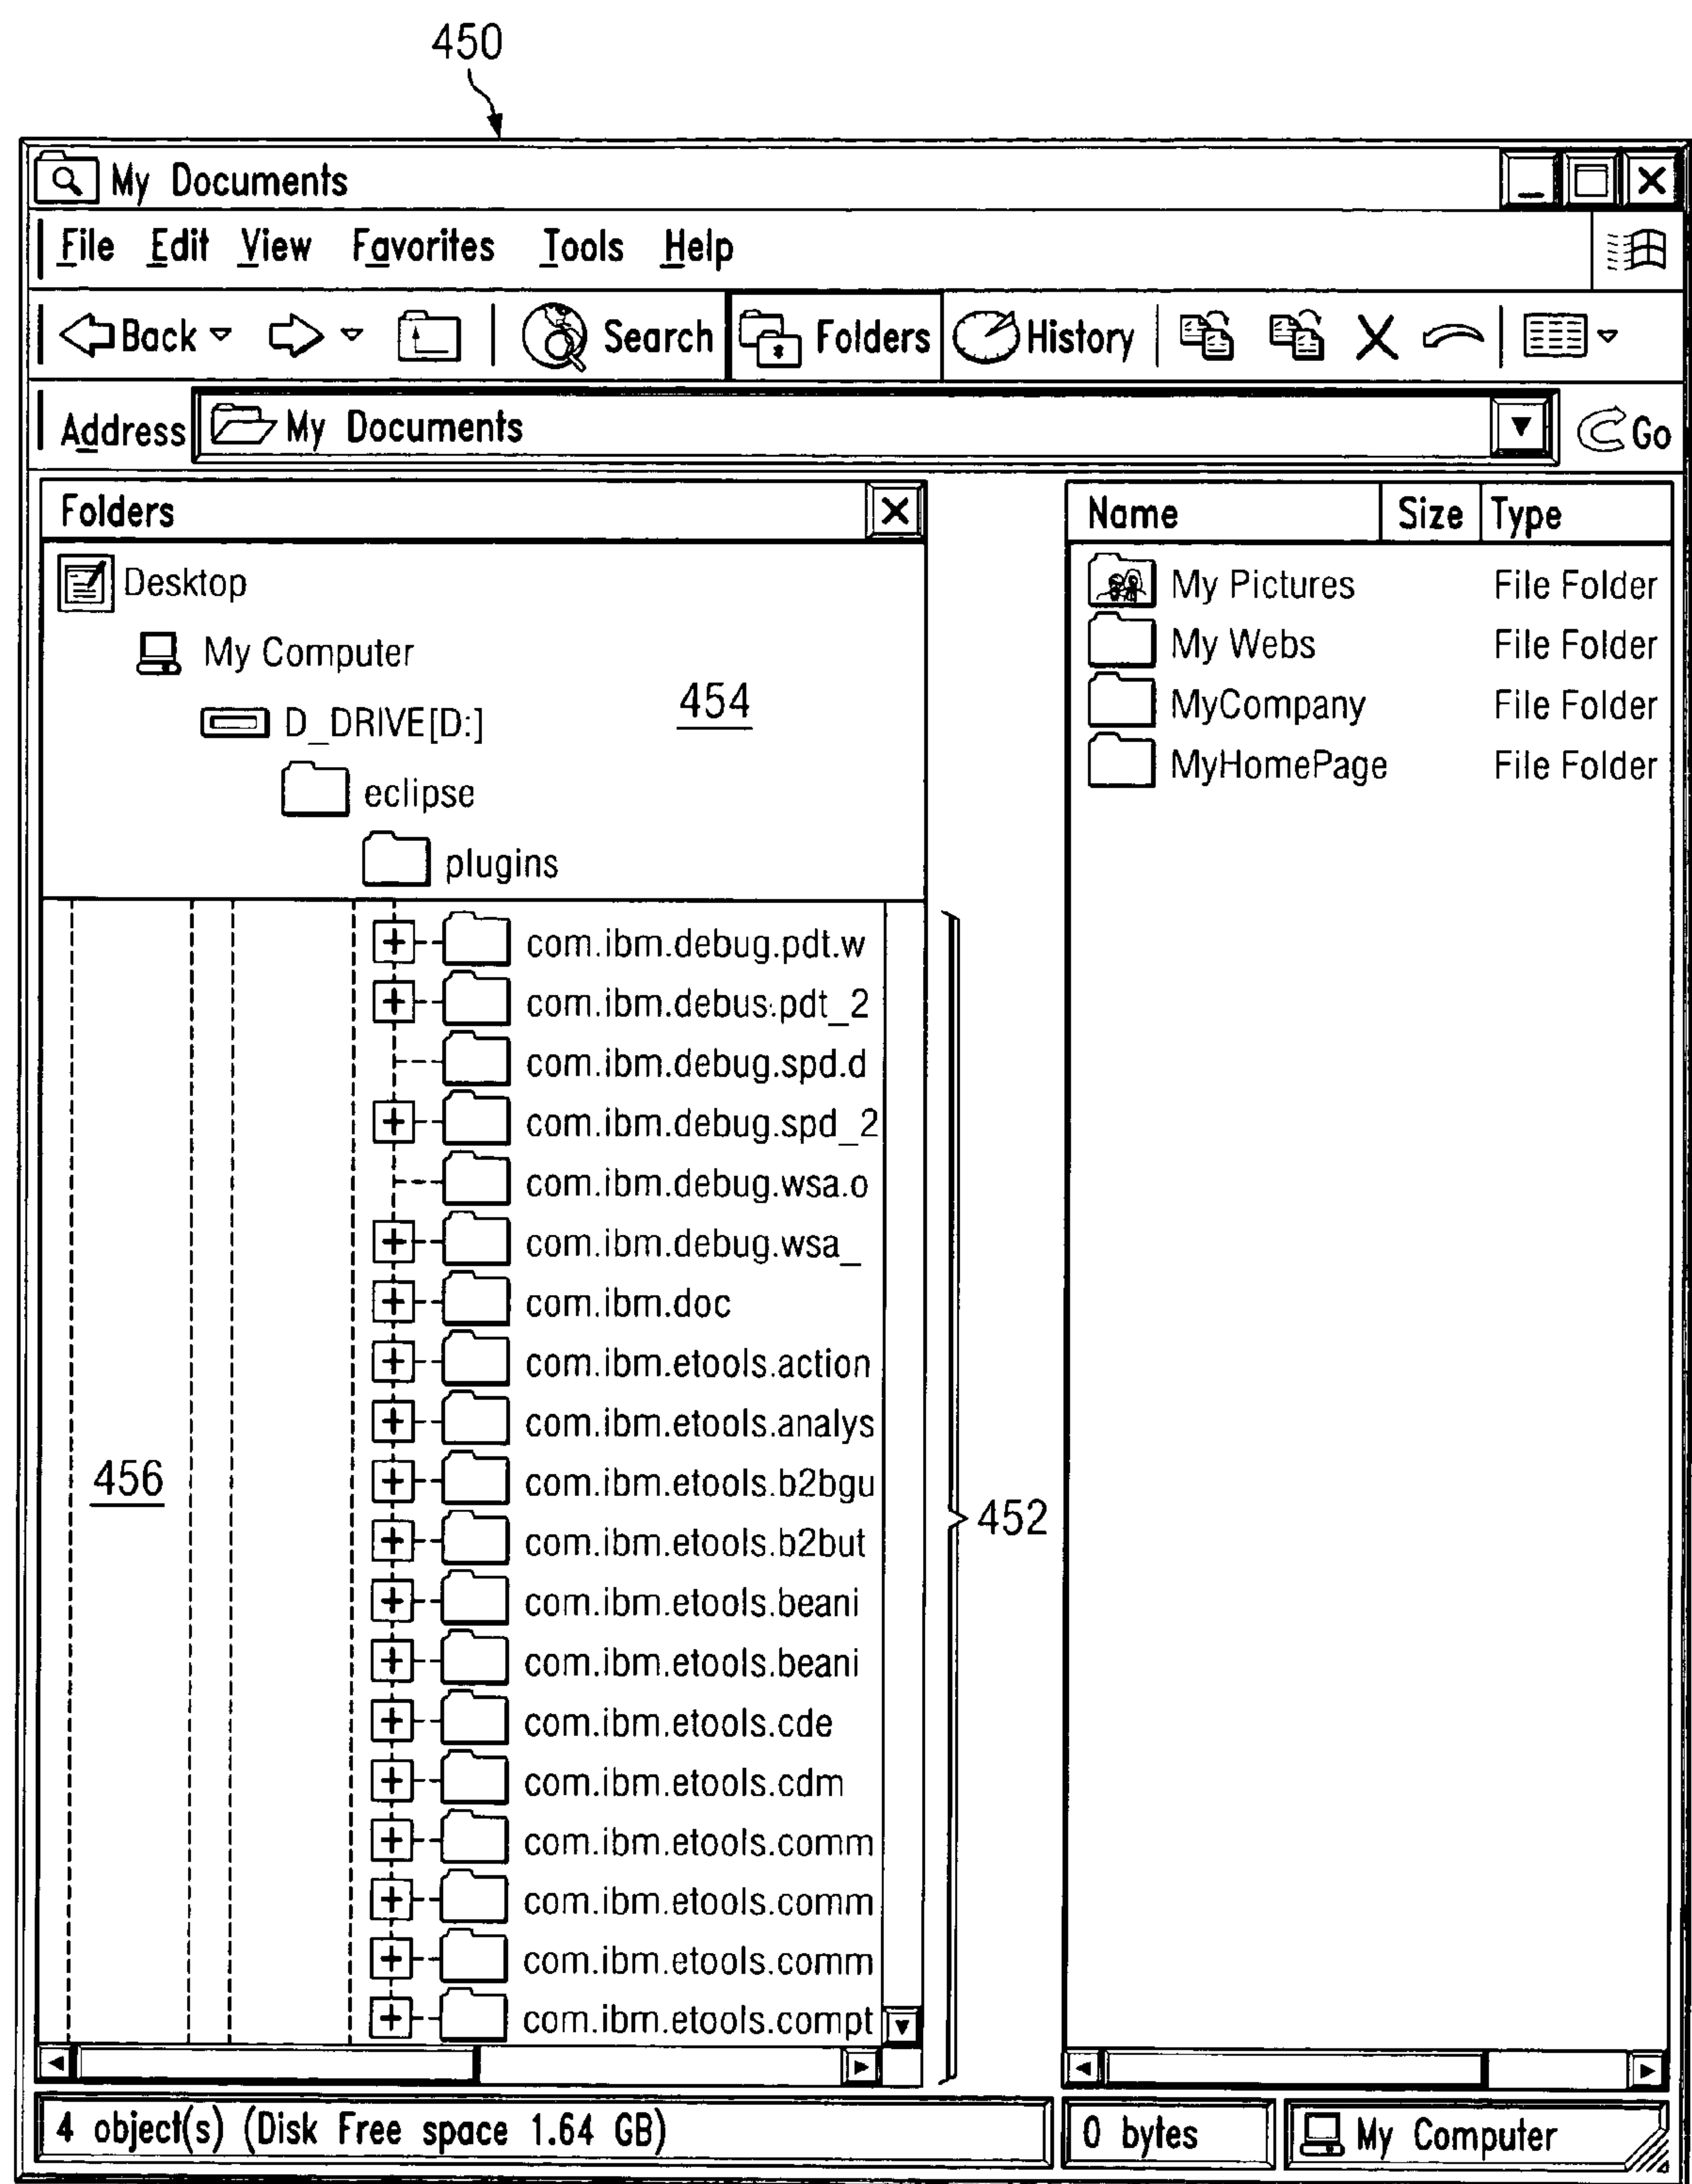 450
My Documents
File Edit View Favorites Tools Help
Back Search Folders History
Address My Documents Go
Folders
Desktop
My Computer
454
D_DRIVE[D:]
eclipse
plugins
com.ibm.debug.pdt.w
com.ibm.debus.pdt_2
com.ibm.debug.spd.d
com.ibm.debug.spd_2
com.ibm.debug.wsa.o
com.ibm.debug.wsa_
com.ibm.doc
com.ibm.etools.action
com.ibm.etools.analys
456
com.ibm.etools.b2bgu
com.ibm.etools.b2but
com.ibm.etools.beani
com.ibm.etools.beani
com.ibm.etools.cde
com.ibm.etools.cdm
com.ibm.etools.comm
com.ibm.etools.comm
com.ibm.etools.comm
com.ibm.etools.compt
452
Name Size Type
My Pictures File Folder
My Webs File Folder
MyCompany File Folder
MyHomePage File Folder
4 object(s) (Disk Free space 1.64 GB)
0 bytes
My Computer